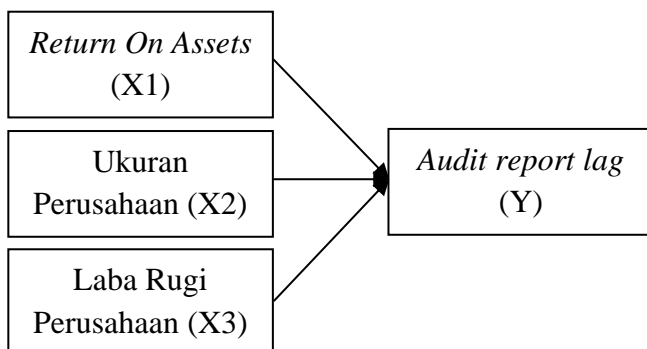 Return On Assets
(X1)
Ukuran
Perusahaan (X2)
Laba Rugi
Perusahaan (X3)
Audit report lag
(Y)